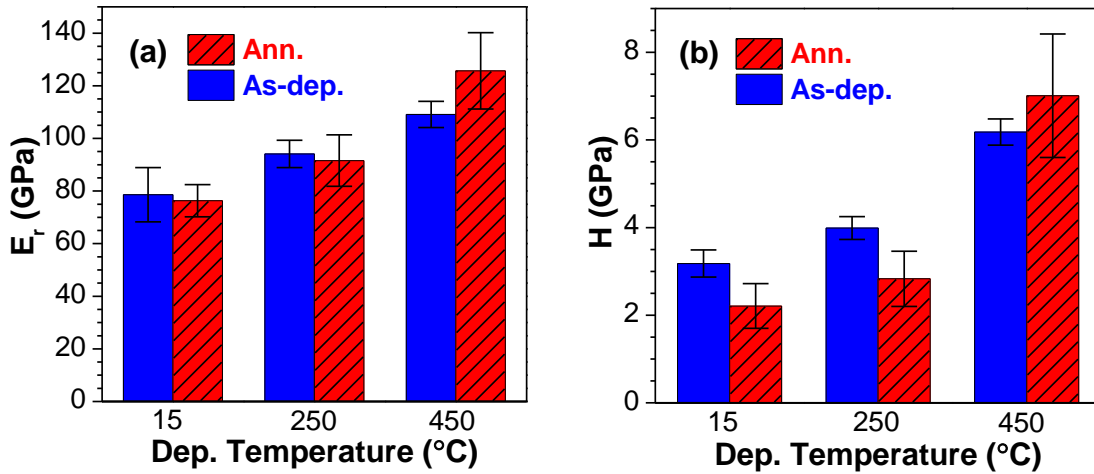 (a)
Ann.
As-dep.
140
120
100
80
60
40
20
0
E_r (GPa)
15 250 450
Dep. Temperature (°C)
(b)
Ann.
As-dep.
8
6
4
2
0
H (GPa)
15 250 450
Dep. Temperature (°C)